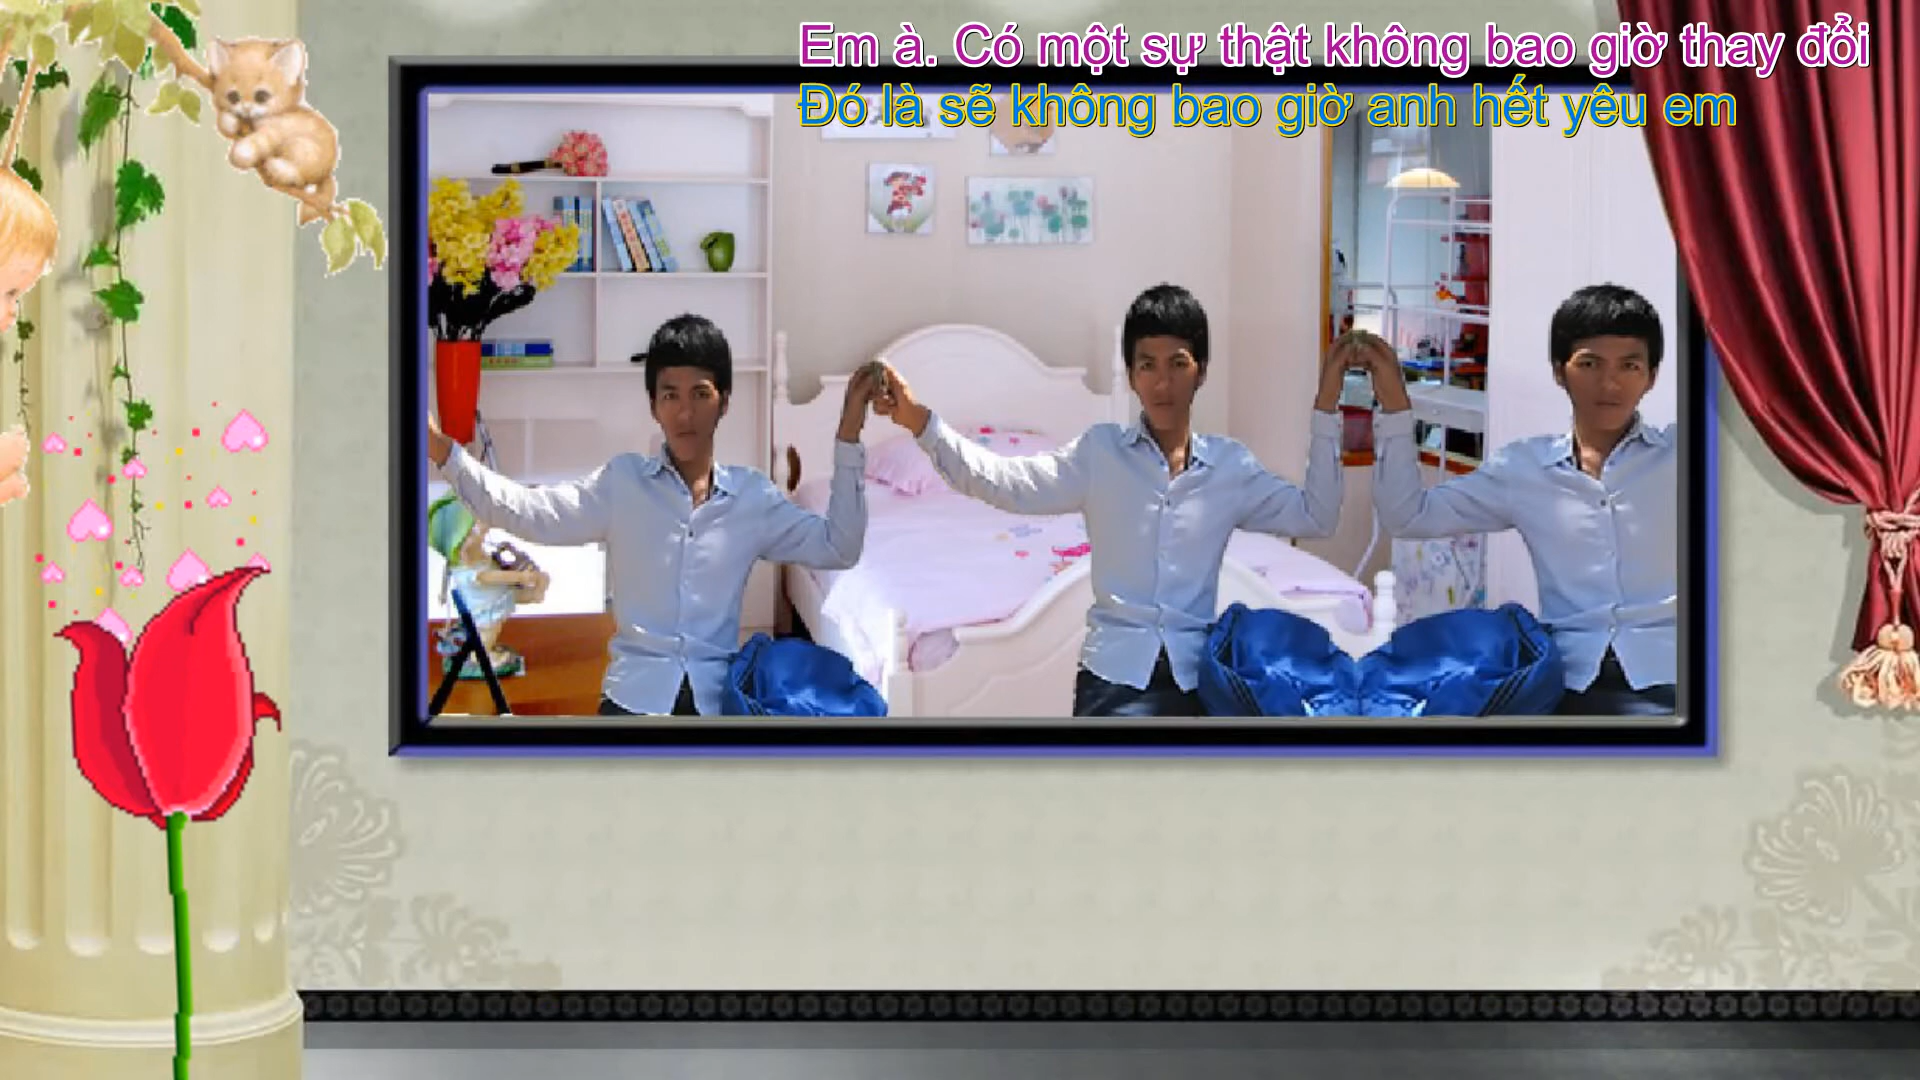 Em à. Có một sự thật không bao giờ thay đổi
Đó là sẽ không bao giờ anh hết yêu em